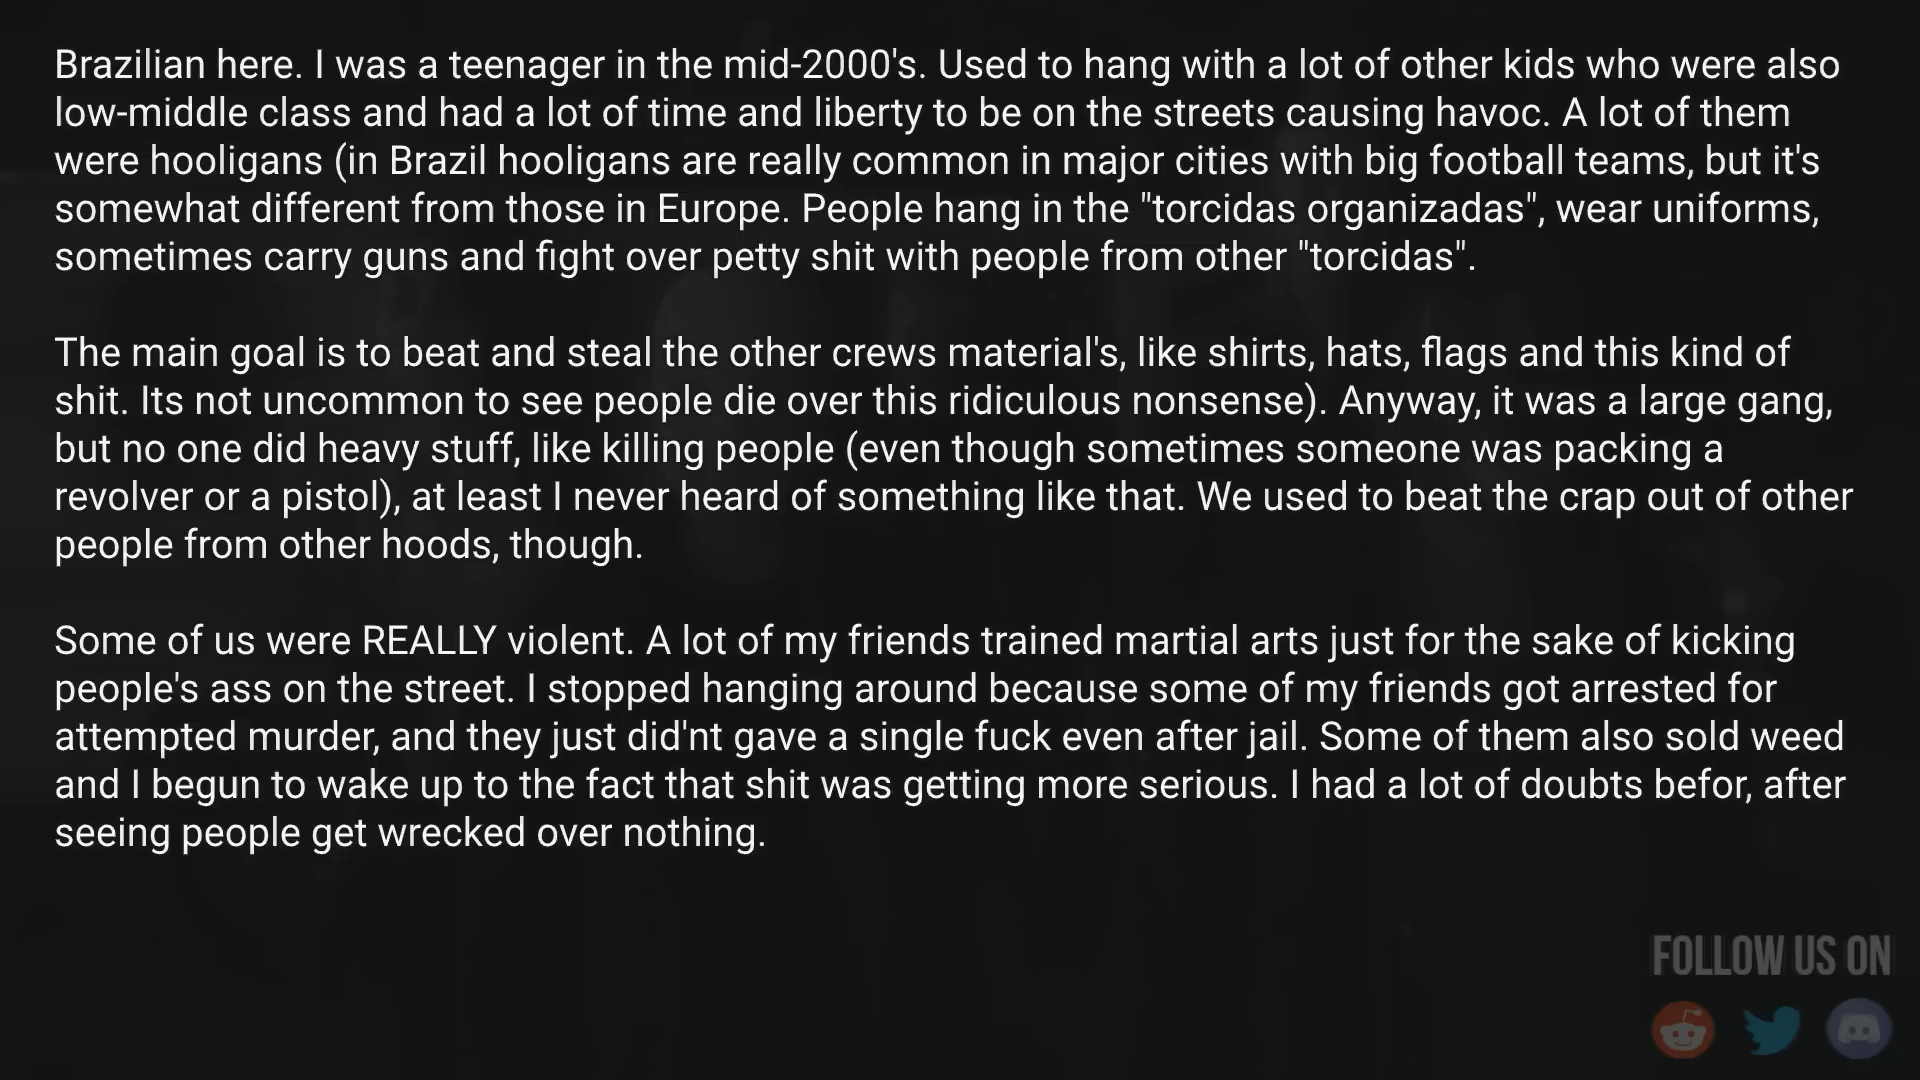 Brazilian here. I was a teenager in the mid-2000's. Used to hang with a lot of other kids who were also
low-middle class and had a lot of time and liberty to be on the streets causing havoc. A lot of them
were hooligans (in Brazil hooligans are really common in major cities with big football teams, but it's
somewhat different from those in Europe. People hang in the "torcidas organizadas", wear uniforms,
sometimes carry guns and fight over petty shit with people from other "torcidas".
The main goal is to beat and steal the other crews material's, like shirts, hats, flags and this kind of
shit. Its not uncommon to see people die over this ridiculous nonsense). Anyway, it was a large gang,
but no one did heavy stuff, like killing people (even though sometimes someone was packing a
revolver or a pistol), at least I never heard of something like that. We used to beat the crap out of other
people from other hoods, though.
Some of us were REALLY violent. A lot of my friends trained martial arts just for the sake of kicking
people's ass on the street. I stopped hanging around because some of my friends got arrested for
attempted murder, and they just did'nt gave a single fuck even after jail. Some of them also sold weed
and I begun to wake up to the fact that shit was getting more serious. I had a lot of doubts befor, after
seeing people get wrecked over nothing.
FOLLOW US ON